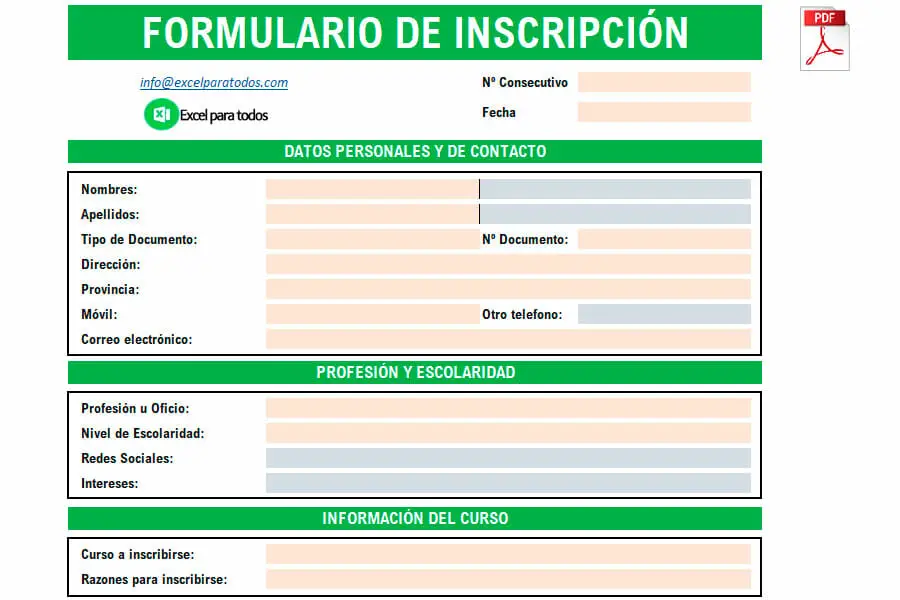 FORMULARIO DE INSCRIPCIÓN
PDF
info@excelparatodos.com
Nº Consecutivo
Excel para todos
Fecha
DATOS PERSONALES Y DE CONTACTO
Nombres:
Apellidos:
Tipo de Documento: Nº Documento:
Dirección:
Provincia:
Móvil: Otro telefono:
Correo electrónico:
PROFESIÓN Y ESCOLARIDAD
Profesión u Oficio:
Nivel de Escolaridad:
Redes Sociales:
Intereses:
INFORMACIÓN DEL CURSO
Curso a inscribirse:
Razones para inscribirse: